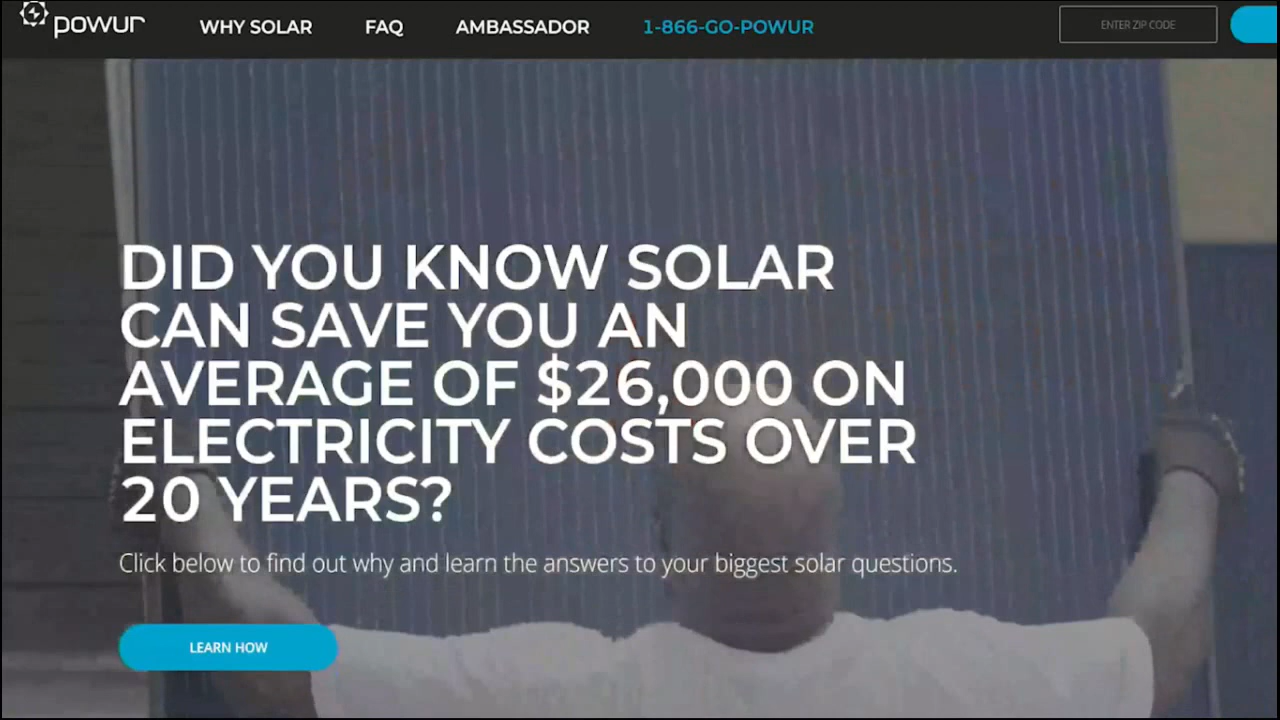 powur
WHY SOLAR
FAQ
AMBASSADOR
1-866-GO-POWUR
ENTER ZIP CODE
DID YOU KNOW SOLAR
CAN SAVE YOU AN
AVERAGE OF $26,000 ON
ELECTRICITY COSTS OVER
20 YEARS?
Click below to find out why and learn the answers to your biggest solar questions.
LEARN HOW